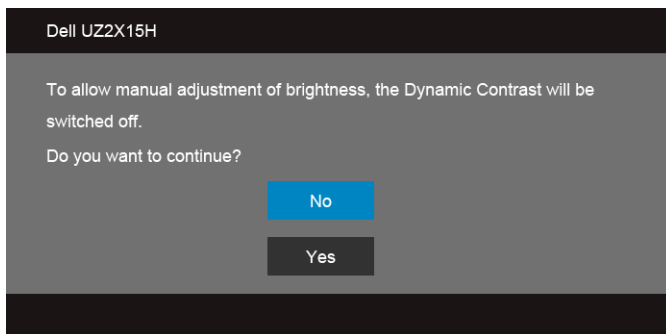 Dell UZ2X15H
To allow manual adjustment of brightness, the Dynamic Contrast will be
switched off.
Do you want to continue?
No
Yes